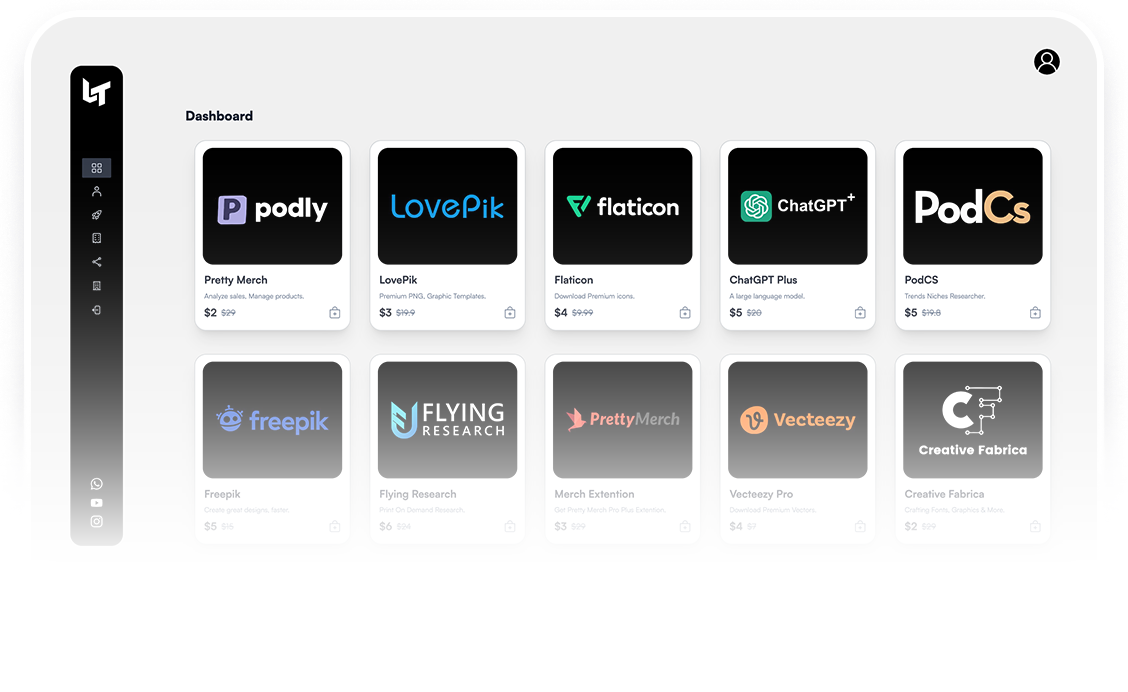 LT
Dashboard
P podly
LovePik
flaticon
ChatGPT+
PodCs
Pretty Merch
Analyze sales, Manage products.
$2 $29
LovePik
Premium PNG, Graphic Templates.
$3 $19.9
Flaticon
Download Premium icons.
$4 $9.99
ChatGPT Plus
A large language model.
$5 $20
PodCS
Trends Niches Researcher.
$5 $19.8
freepik
FLYING
RESEARCH
PrettyMerch
Vecteezy
CF
Creative Fabrica
Freepik
Create great designs, faster.
$5 $15
Flying Research
Print On Demand Research.
$6 $34
Merch Extention
Get Pretty Merch Pro Plus Extention.
$3 $29
Vecteezy Pro
Download Premium Vectors.
$4 $7
Creative Fabrica
Crafting Fonts, Graphics & More.
$2 $29